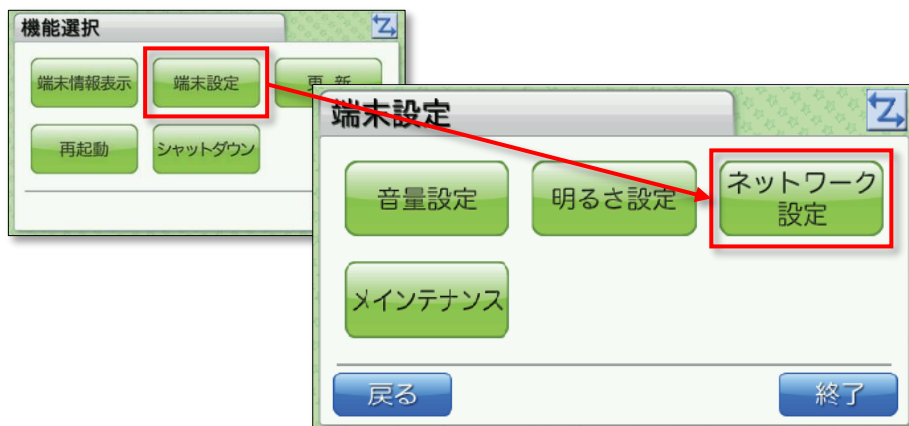 機能選択
端末情報表示
端末設定
更 新
再起動
シャットダウン
端末設定
音量設定
明るさ設定
ネットワーク
設定
メインテナンス
戻る
終了